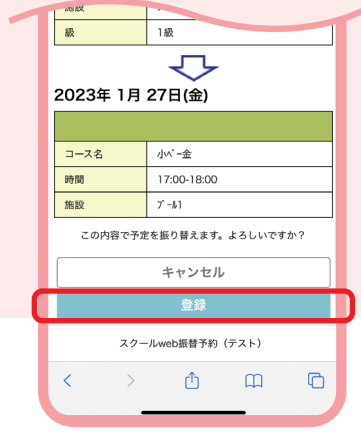 施設
級 1級
2023年 1月 27日(金)
コース名 小ﾍﾟｰ金
時間 17:00-18:00
施設 ﾌﾟｰﾙ1
この内容で予定を振り替えます。よろしいですか？
キャンセル
登録
スクールweb振替予約（テスト）